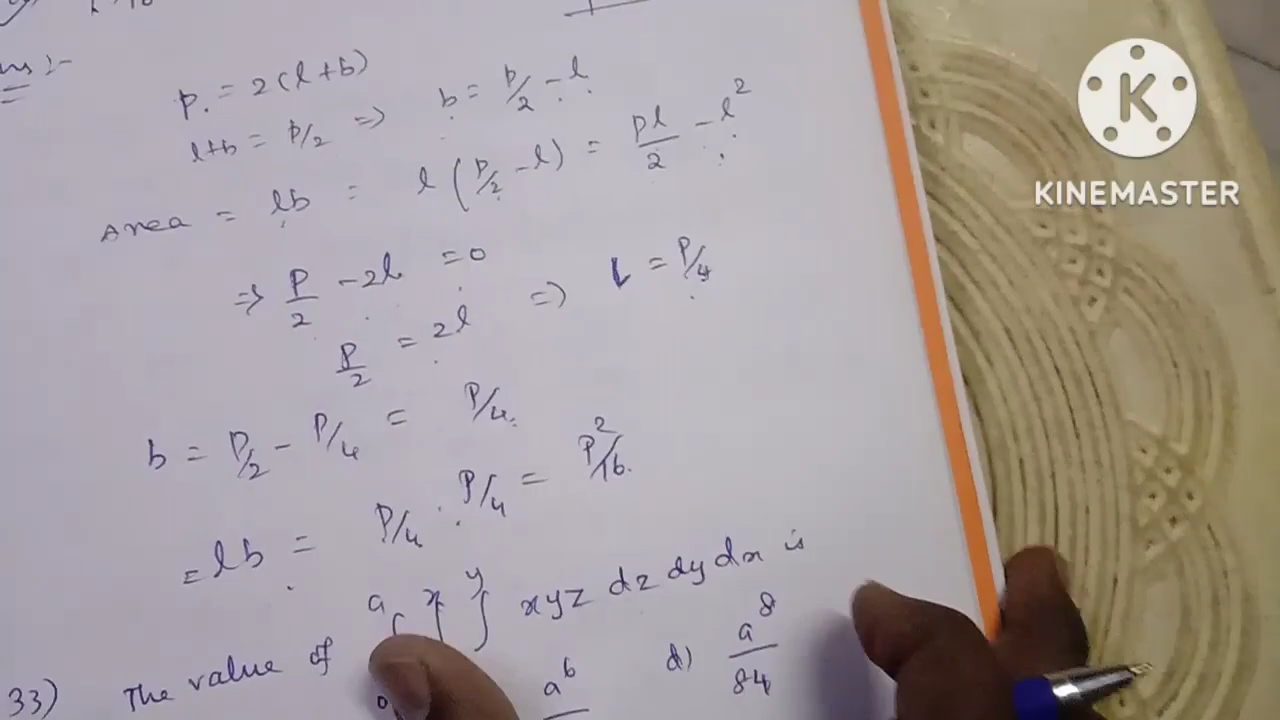 p. = 2(l+b)
l+b = p/2 => b = p/2 - l
Area = lb = l (p/2 - l) = pl/2 - l²
=> P/2 - 2l = 0
P/2 = 2l => l = P/4
b = P/2 - P/4 = P/4
= lb = P/4 . P/4 = P²/16
33) The value of ∫ᵃ ∫ˣ ∫ʸ xyz dz dy dx is
a⁶ d) a⁸/84
KINEMASTER